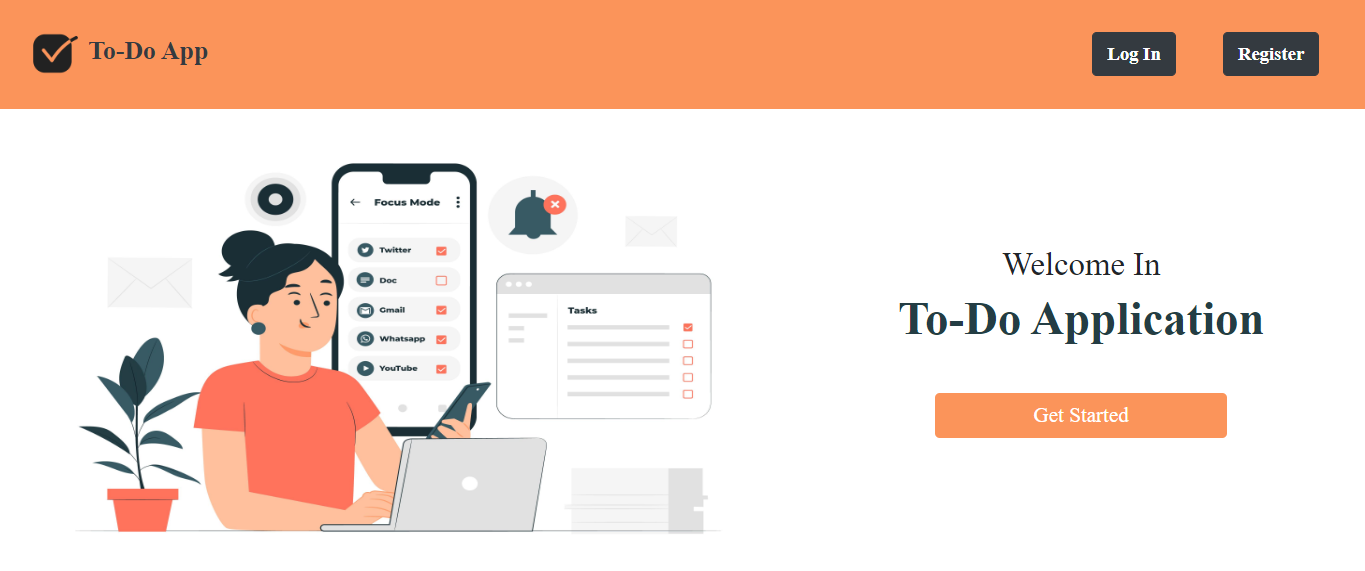 To-Do App
Log In
Register
Focus Mode
Twitter
Doc
Gmail
Whatsapp
YouTube
Tasks
Welcome In
To-Do Application
Get Started